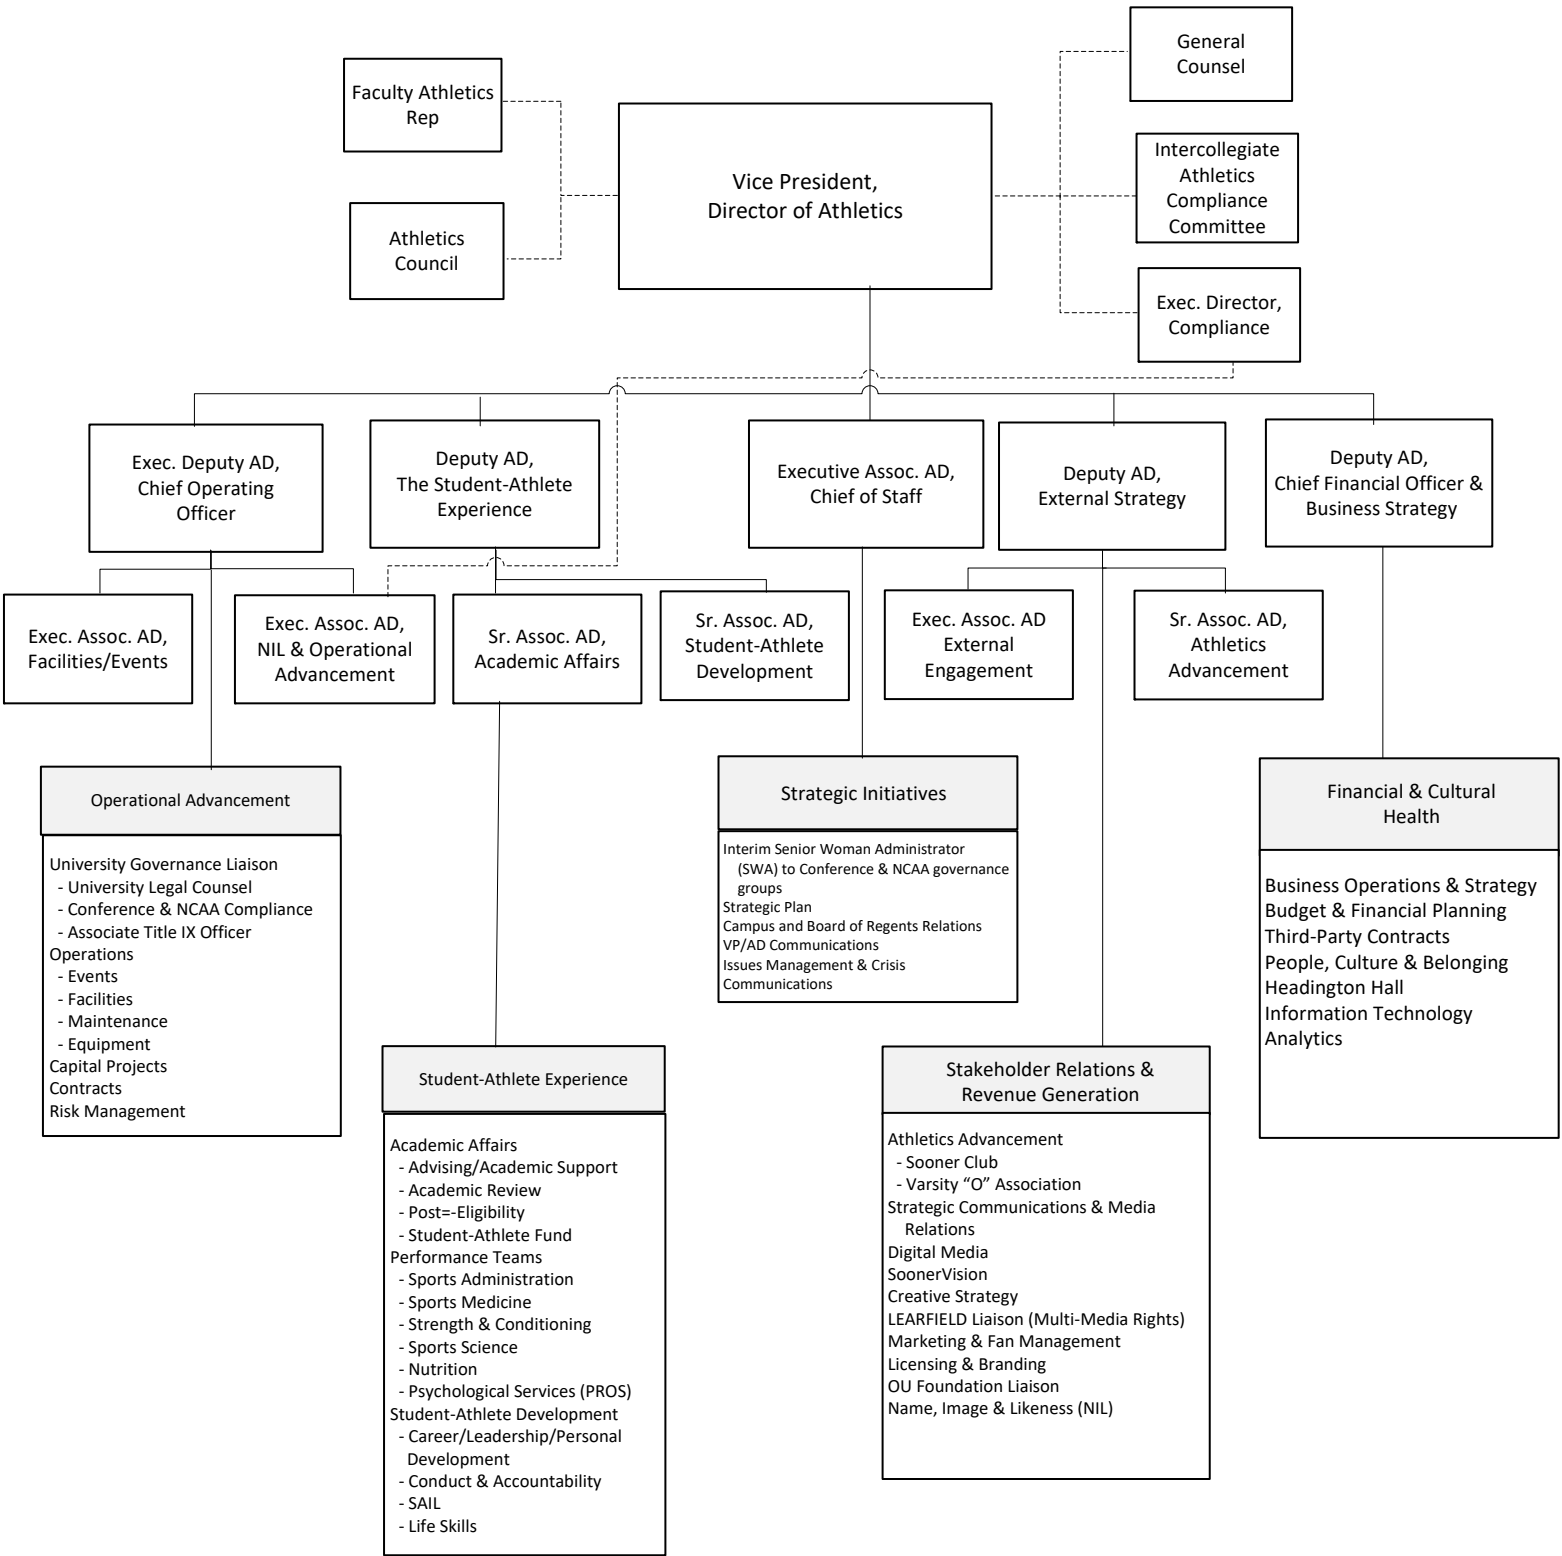 General
Counsel
Faculty Athletics
Rep
Vice President,
Director of Athletics
Intercollegiate
Athletics
Compliance
Committee
Athletics
Council
Exec. Director,
Compliance
Exec. Deputy AD,
Chief Operating
Officer
Deputy AD,
The Student-Athlete
Experience
Executive Assoc. AD,
Chief of Staff
Deputy AD,
External Strategy
Deputy AD,
Chief Financial Officer &
Business Strategy
Exec. Assoc. AD,
Facilities/Events
Exec. Assoc. AD,
NIL & Operational
Advancement
Sr. Assoc. AD,
Academic Affairs
Sr. Assoc. AD,
Student-Athlete
Development
Exec. Assoc. AD
External
Engagement
Sr. Assoc. AD,
Athletics
Advancement
Operational Advancement
University Governance Liaison
- University Legal Counsel
- Conference & NCAA Compliance
- Associate Title IX Officer
Operations
- Events
- Facilities
- Maintenance
- Equipment
Capital Projects
Contracts
Risk Management
Student-Athlete Experience
Academic Affairs
- Advising/Academic Support
- Academic Review
- Post=-Eligibility
- Student-Athlete Fund
Performance Teams
- Sports Administration
- Sports Medicine
- Strength & Conditioning
- Sports Science
- Nutrition
- Psychological Services (PROS)
Student-Athlete Development
- Career/Leadership/Personal
Development
- Conduct & Accountability
- SAIL
- Life Skills
Strategic Initiatives
Interim Senior Woman Administrator
(SWA) to Conference & NCAA governance
groups
Strategic Plan
Campus and Board of Regents Relations
VP/AD Communications
Issues Management & Crisis
Communications
Stakeholder Relations &
Revenue Generation
Athletics Advancement
- Sooner Club
- Varsity “O” Association
Strategic Communications & Media
Relations
Digital Media
SoonerVision
Creative Strategy
LEARFIELD Liaison (Multi-Media Rights)
Marketing & Fan Management
Licensing & Branding
OU Foundation Liaison
Name, Image & Likeness (NIL)
Financial & Cultural
Health
Business Operations & Strategy
Budget & Financial Planning
Third-Party Contracts
People, Culture & Belonging
Headington Hall
Information Technology
Analytics